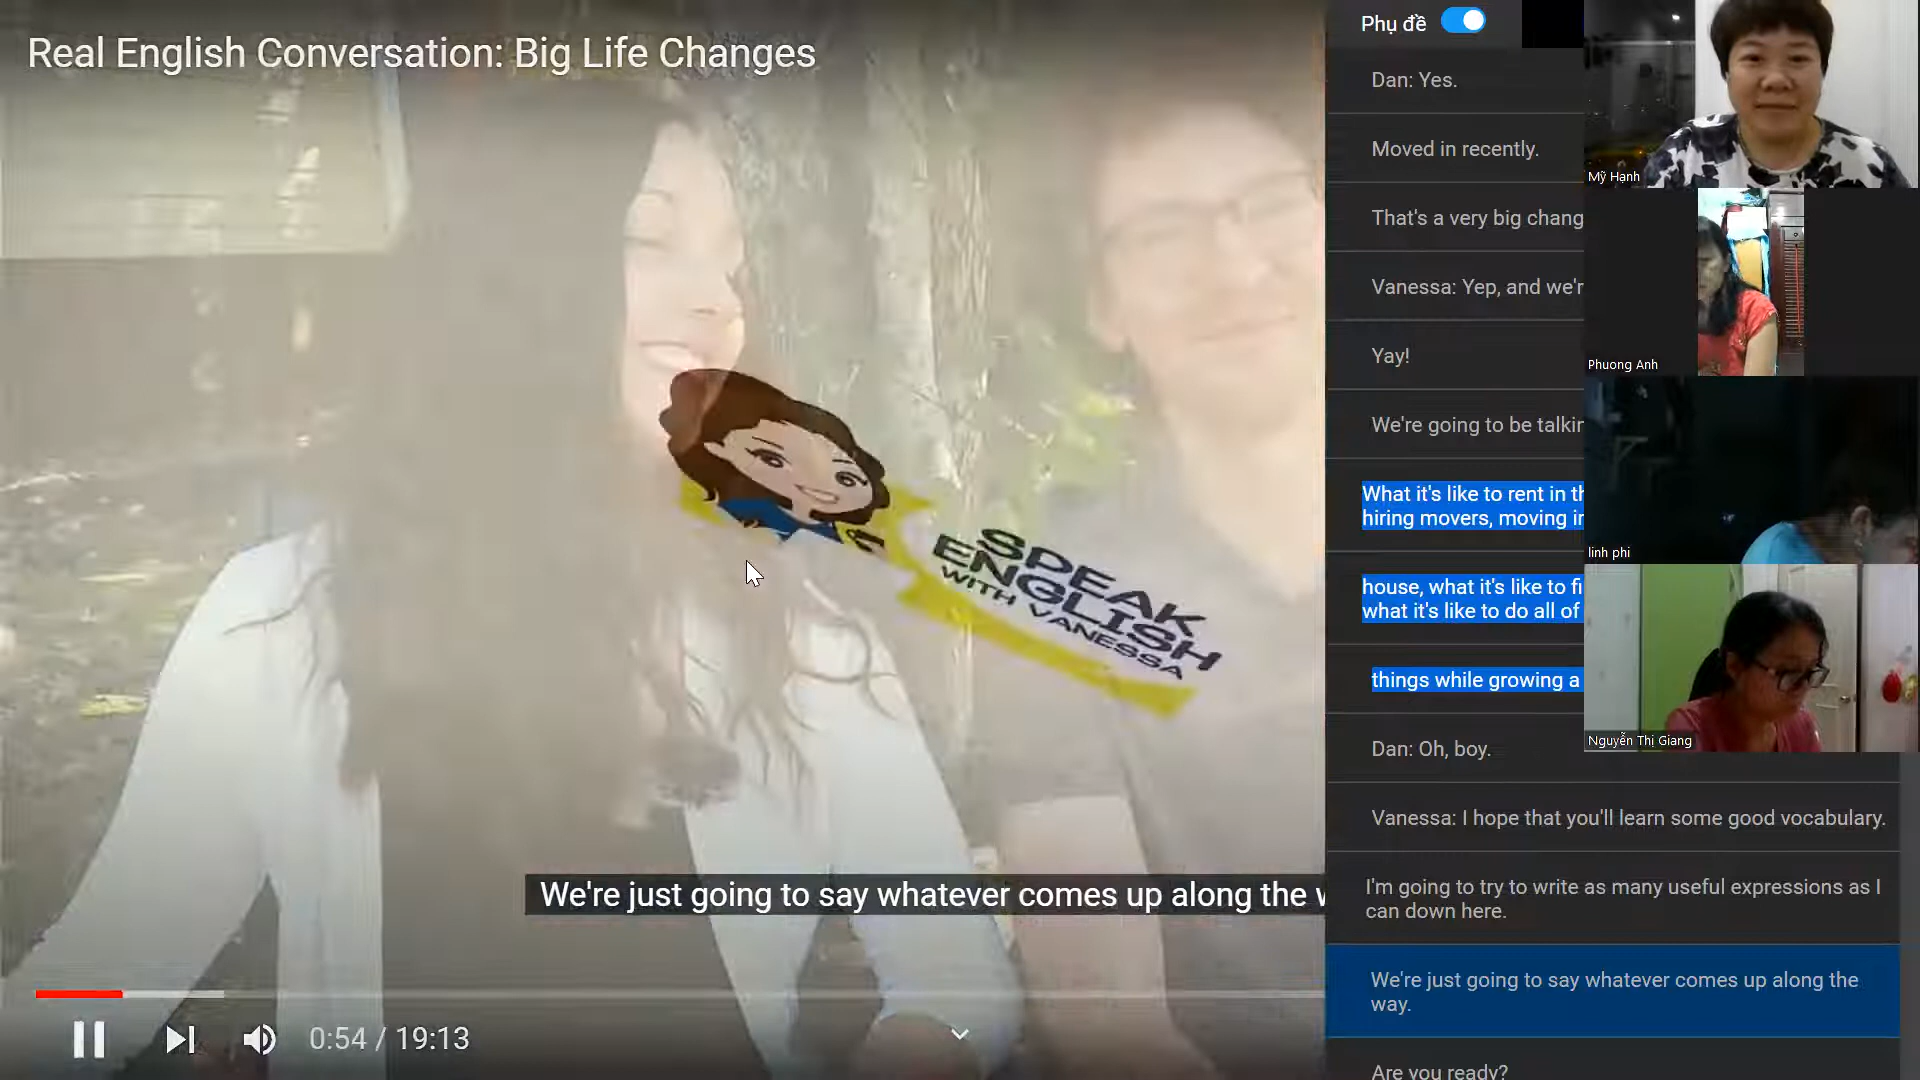 Real English Conversation: Big Life Changes
SPEAK
ENGLISH
WITH VANESSA
We're just going to say whatever comes up along the
0:54 / 19:13
Phụ đề
Dan: Yes.
Moved in recently.
That's a very big chang
Vanessa: Yep, and we'r
Yay!
We're going to be talkin
What it's like to rent in th
hiring movers, moving in
house, what it's like to fi
what it's like to do all of
things while growing a
Dan: Oh, boy.
Vanessa: I hope that you'll learn some good vocabulary.
I'm going to try to write as many useful expressions as I
can down here.
We're just going to say whatever comes up along the
way.
Are you ready?
Mỹ Hạnh
Phuong Anh
linh phi
Nguyễn Thị Giang